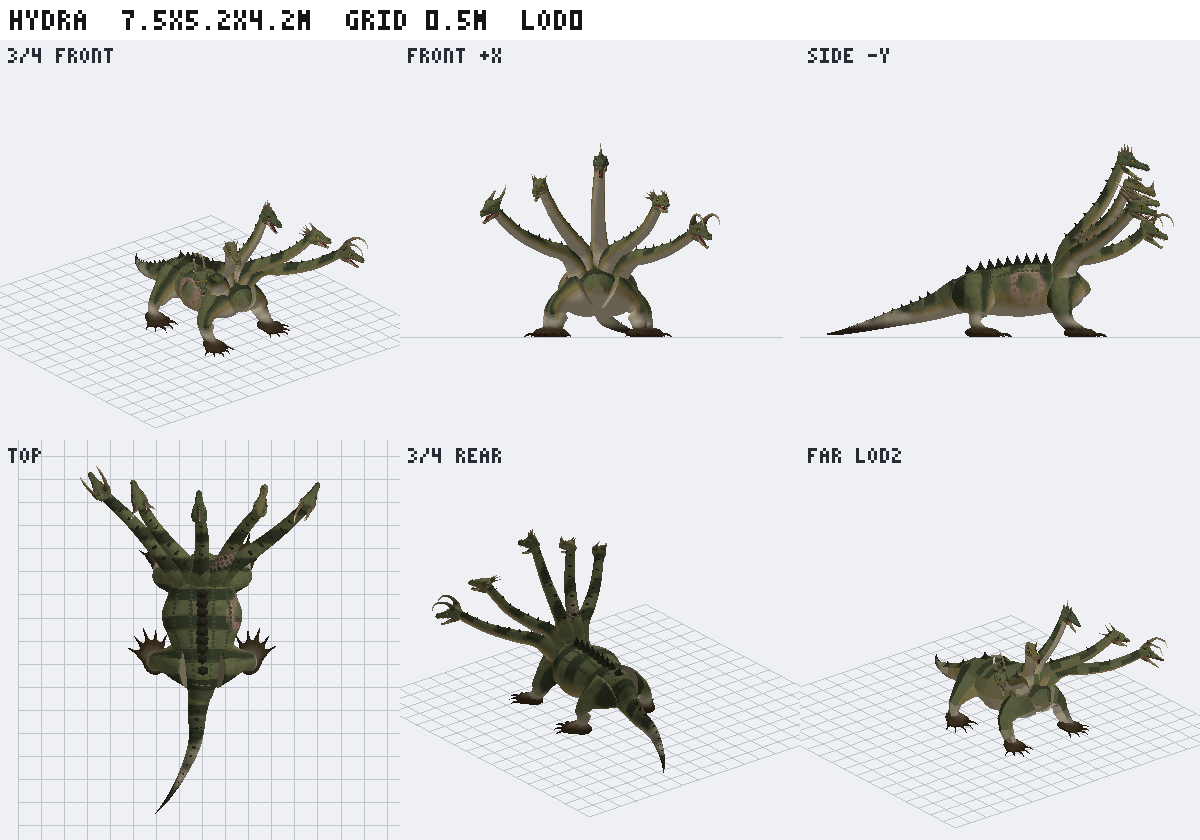 HYDRA 7.5X5.2X4.2M GRID 0.5M LOD0
3/4 FRONT
FRONT +X
SIDE -Y
TOP
3/4 REAR
FAR LOD2